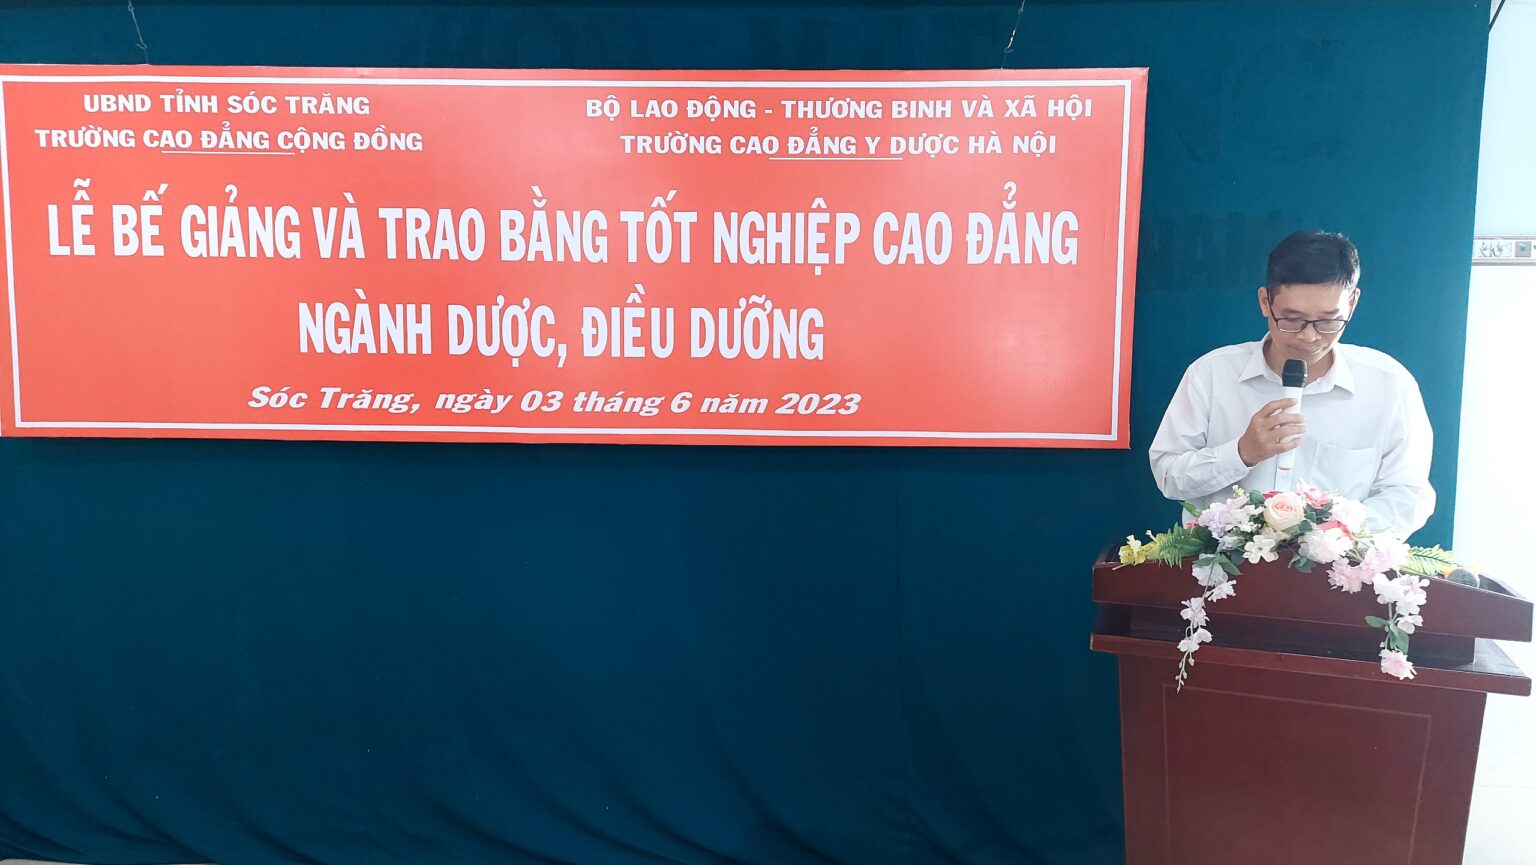 UBND TỈNH SÓC TRĂNG
TRƯỜNG CAO ĐẲNG CỘNG ĐỒNG
BỘ LAO ĐỘNG - THƯƠNG BINH VÀ XÃ HỘI
TRƯỜNG CAO ĐẲNG Y DƯỢC HÀ NỘI
LỄ BẾ GIẢNG VÀ TRAO BẰNG TỐT NGHIỆP CAO ĐẲNG
NGÀNH DƯỢC, ĐIỀU DƯỠNG
Sóc Trăng, ngày 03 tháng 6 năm 2023